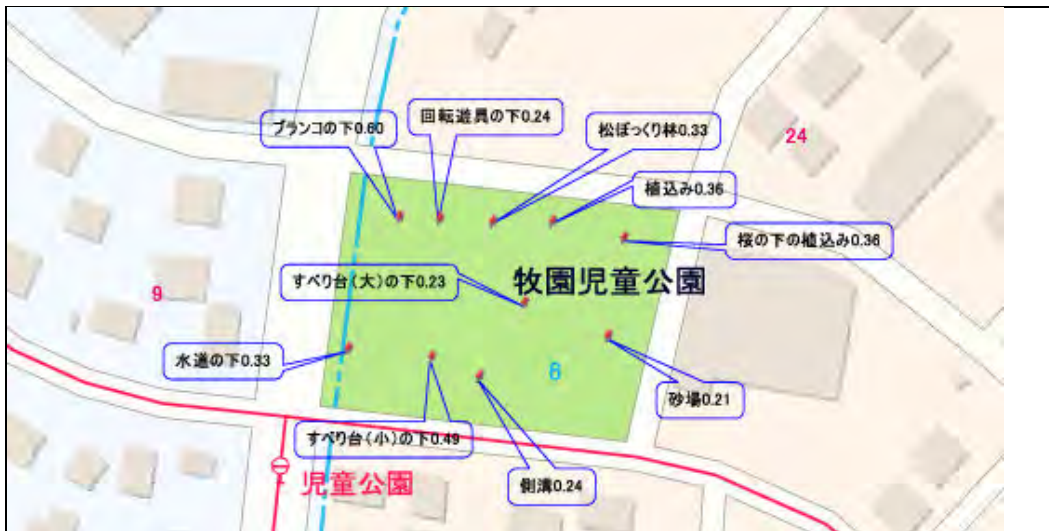 回転遊具の下0.24
ブランコの下0.60
松ぼっくり林0.33
24
植込み0.36
桜の下の植込み0.36
すべり台(大)の下0.23
牧園児童公園
9
水道の下0.33
8
砂場0.21
すべり台(小)の下0.49
側溝0.24
児童公園